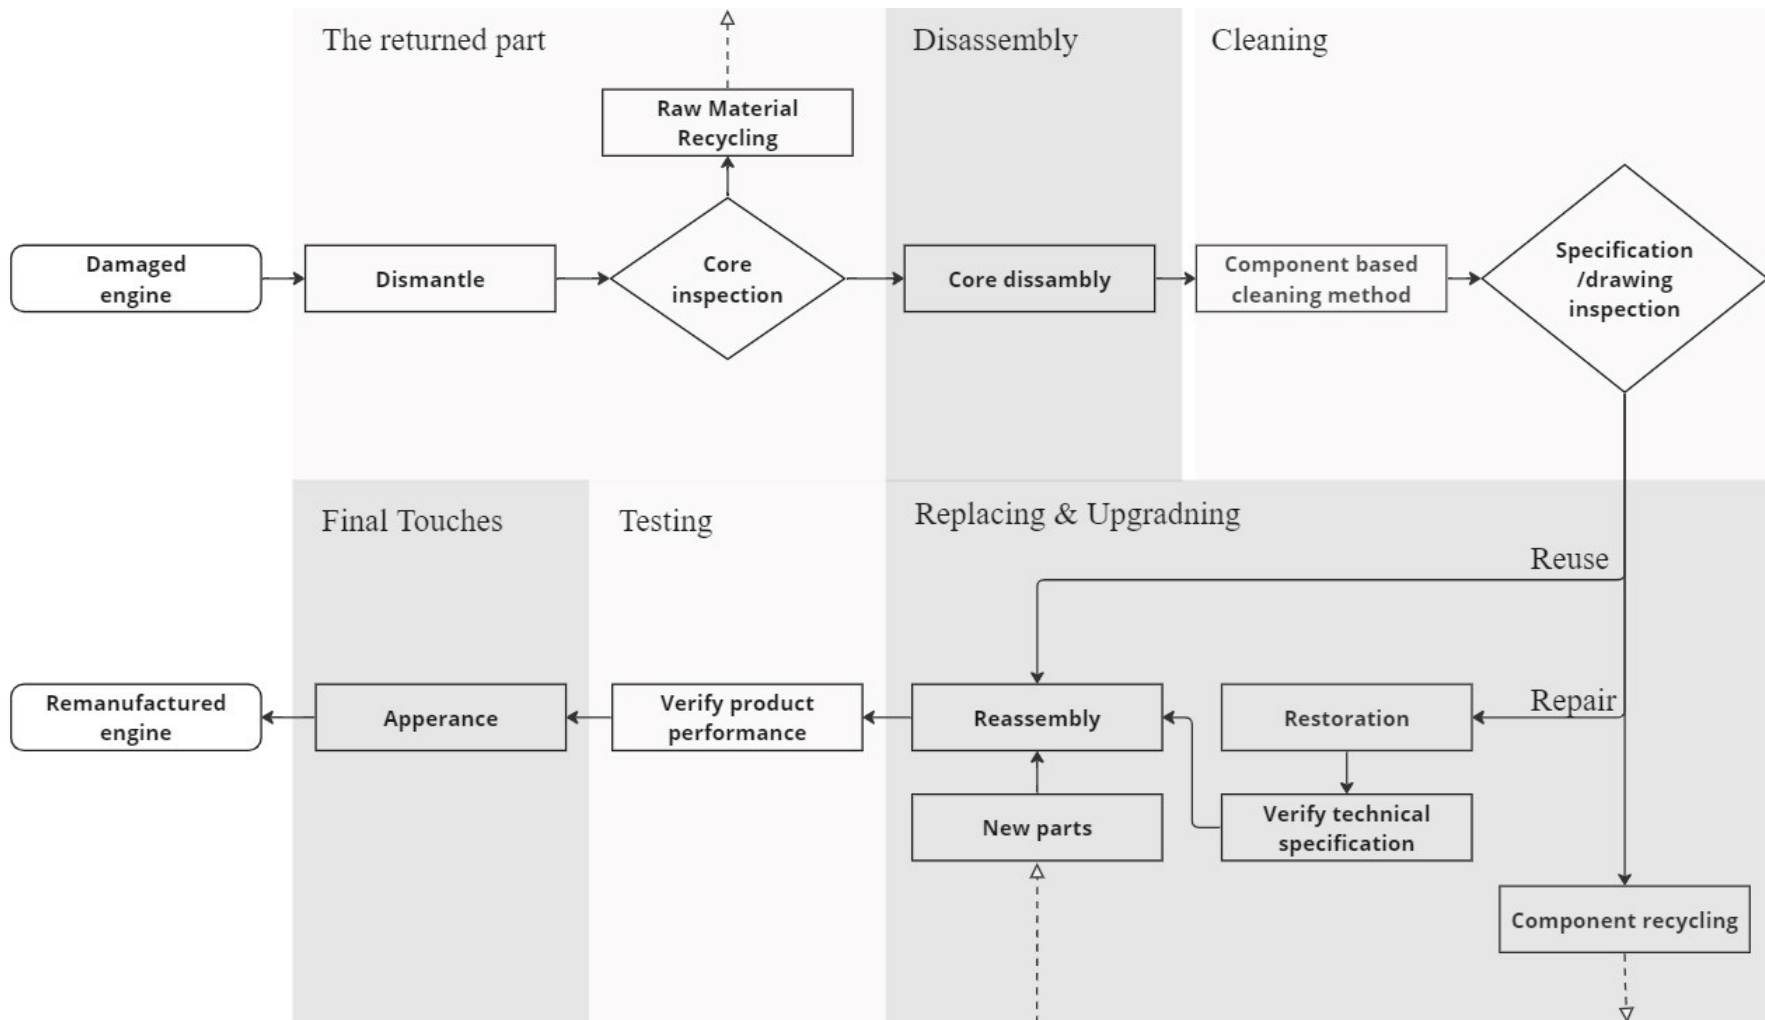 The returned part
Disassembly
Cleaning
Raw Material
Recycling
Damaged
engine
Dismantle
Core
inspection
Core dissambly
Component based
cleaning method
Specification
/drawing
inspection
Final Touches
Testing
Replacing & Upgradning
Reuse
Remanufactured
engine
Apperance
Verify product
performance
Reassembly
Restoration
Repair
New parts
Verify technical
specification
Component recycling